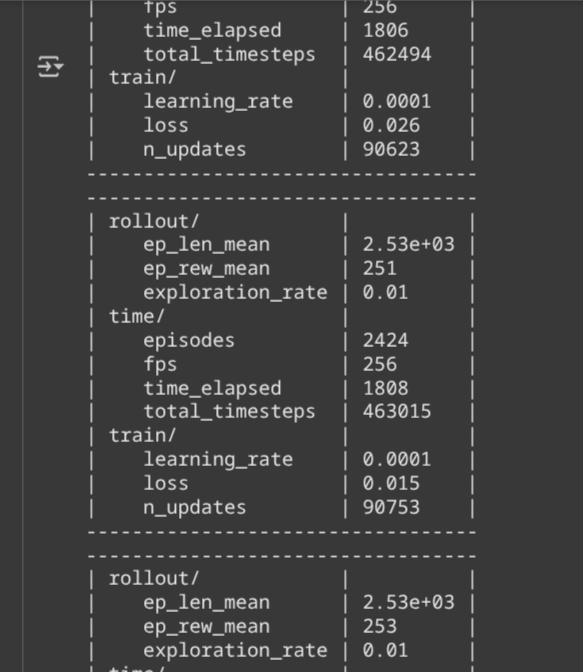 | fps | 256 |
| time_elapsed | 1806 |
| total_timesteps | 462494 |
| train/ | |
| learning_rate | 0.0001 |
| loss | 0.026 |
| n_updates | 90623 |
----------------------------------
----------------------------------
| rollout/ | |
| ep_len_mean | 2.53e+03 |
| ep_rew_mean | 251 |
| exploration_rate | 0.01 |
| time/ | |
| episodes | 2424 |
| fps | 256 |
| time_elapsed | 1808 |
| total_timesteps | 463015 |
| train/ | |
| learning_rate | 0.0001 |
| loss | 0.015 |
| n_updates | 90753 |
----------------------------------
----------------------------------
| rollout/ | |
| ep_len_mean | 2.53e+03 |
| ep_rew_mean | 253 |
| exploration_rate | 0.01 |
| time/ | |